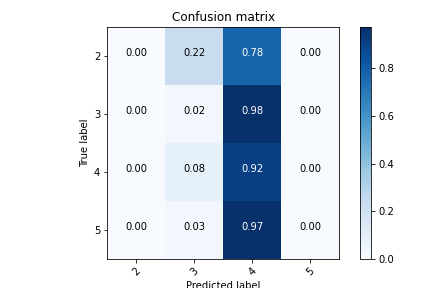 Confusion matrix
2 0.00 0.22 0.78 0.00
3 0.00 0.02 0.98 0.00
4 0.00 0.08 0.92 0.00
5 0.00 0.03 0.97 0.00
True label
2 3 4 5
Predicted label
0.8
0.6
0.4
0.2
0.0